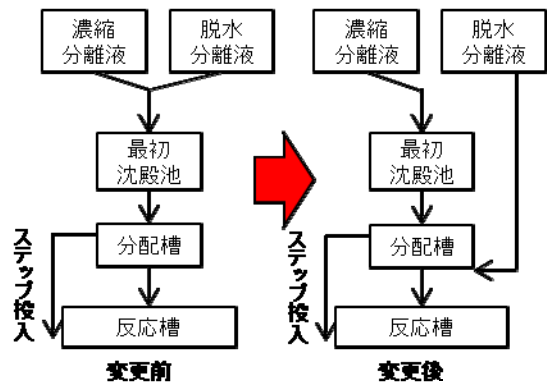 濃縮
分離液
脱水
分離液
最初
沈殿池
分配槽
ステップ投入
反応槽
変更前
濃縮
分離液
脱水
分離液
最初
沈殿池
分配槽
ステップ投入
反応槽
変更後